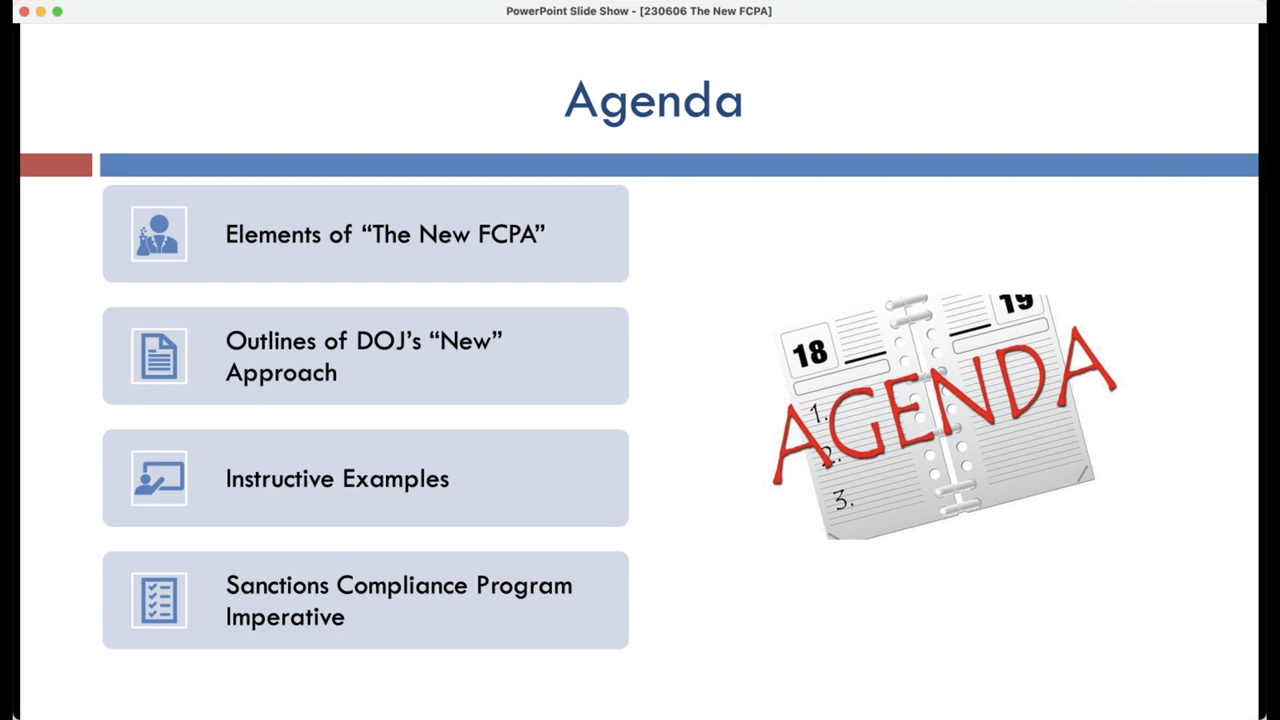 PowerPoint Slide Show - [230606 The New FCPA]
Agenda
Elements of “The New FCPA”
Outlines of DOJ’s “New”
Approach
Instructive Examples
Sanctions Compliance Program
Imperative
18
19
AGENDA
1.
2.
3.